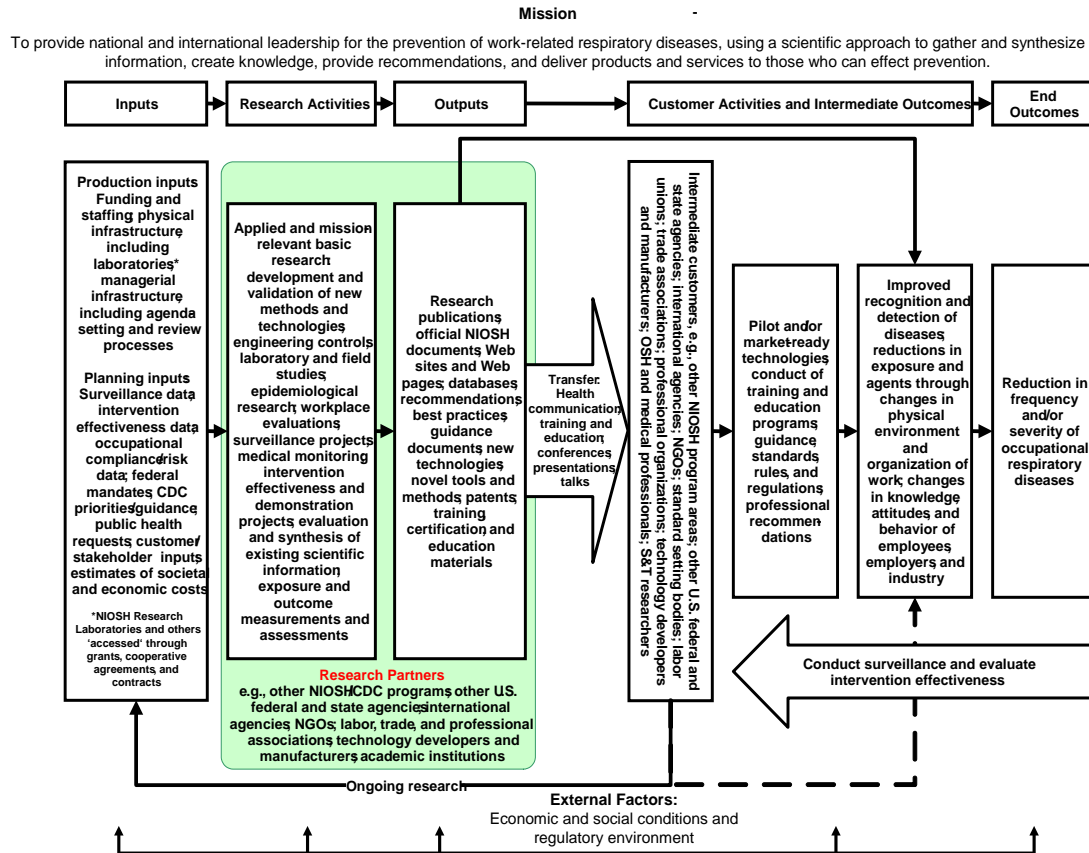 Mission -
To provide national and international leadership for the prevention of work-related respiratory diseases, using a scientific approach to gather and synthesize
information, create knowledge, provide recommendations, and deliver products and services to those who can effect prevention.
Inputs
Research Activities
Outputs
Customer Activities and Intermediate Outcomes
End
Outcomes
Production inputs
Funding and
staffing; physical
infrastructure,
including
laboratories;*
managerial
infrastructure,
including agenda
setting and review
processes
Planning inputs
Surveillance data,
intervention
effectiveness data,
occupational
compliance/risk
data; federal
mandates; CDC
priorities/guidance,
public health
requests; customer/
stakeholder inputs,
estimates of societa
and economic costs
*NIOSH Research
Laboratories and others
'accessed' through
grants, cooperative
agreements, and
contracts
Applied and mission-
relevant basic
research:
development and
validation of new
methods and
technologies,
engineering controls,
laboratory and field
studies;
epidemiological
research; workplace
evaluations,
surveillance projects,
medical monitoring,
intervention
effectiveness and
demonstration
projects; evaluation
and synthesis of
existing scientific
information,
exposure and
outcome
measurements and
assessments
Research
publications,
official NIOSH
documents; Web
sites and Web
pages; databases,
recommendations,
best practices,
guidance
documents; new
technologies,
novel tools and
methods; patents;
training,
certification, and
education
materials
Research Partners
e.g., other NIOSH/CDC programs; other U.S.
federal and state agencies;international
agencies; NGOs; labor, trade, and professional
associations; technology developers and
manufacturers; academic institutions
Transfer:
Health
communication,
training and
education,
conferences,
presentations,
talks
Intermediate customers, e.g., other NIOSH program areas; other U.S. federal and
state agencies; international agencies; NGOs; standard setting bodies; labor
unions; trade associations; professional organizations; technology developers
and manufacturers; OSH and medical professionals; S&T researchers
Pilot and/or
market-ready
technologies,
conduct of
training and
education
programs,
guidance,
standards,
rules, and
regulations,
professional
recommen-
dations
Improved
recognition and
detection of
diseases;
reductions in
exposure and
agents through
changes in
physical
environment
and
organization of
work; changes in
knowledge,
attitudes, and
behavior of
employees,
employers, and
industry
Reduction in
frequency
and/or
severity of
occupational
respiratory
diseases
Conduct surveillance and evaluate
intervention effectiveness
Ongoing research
External Factors:
Economic and social conditions and
regulatory environment